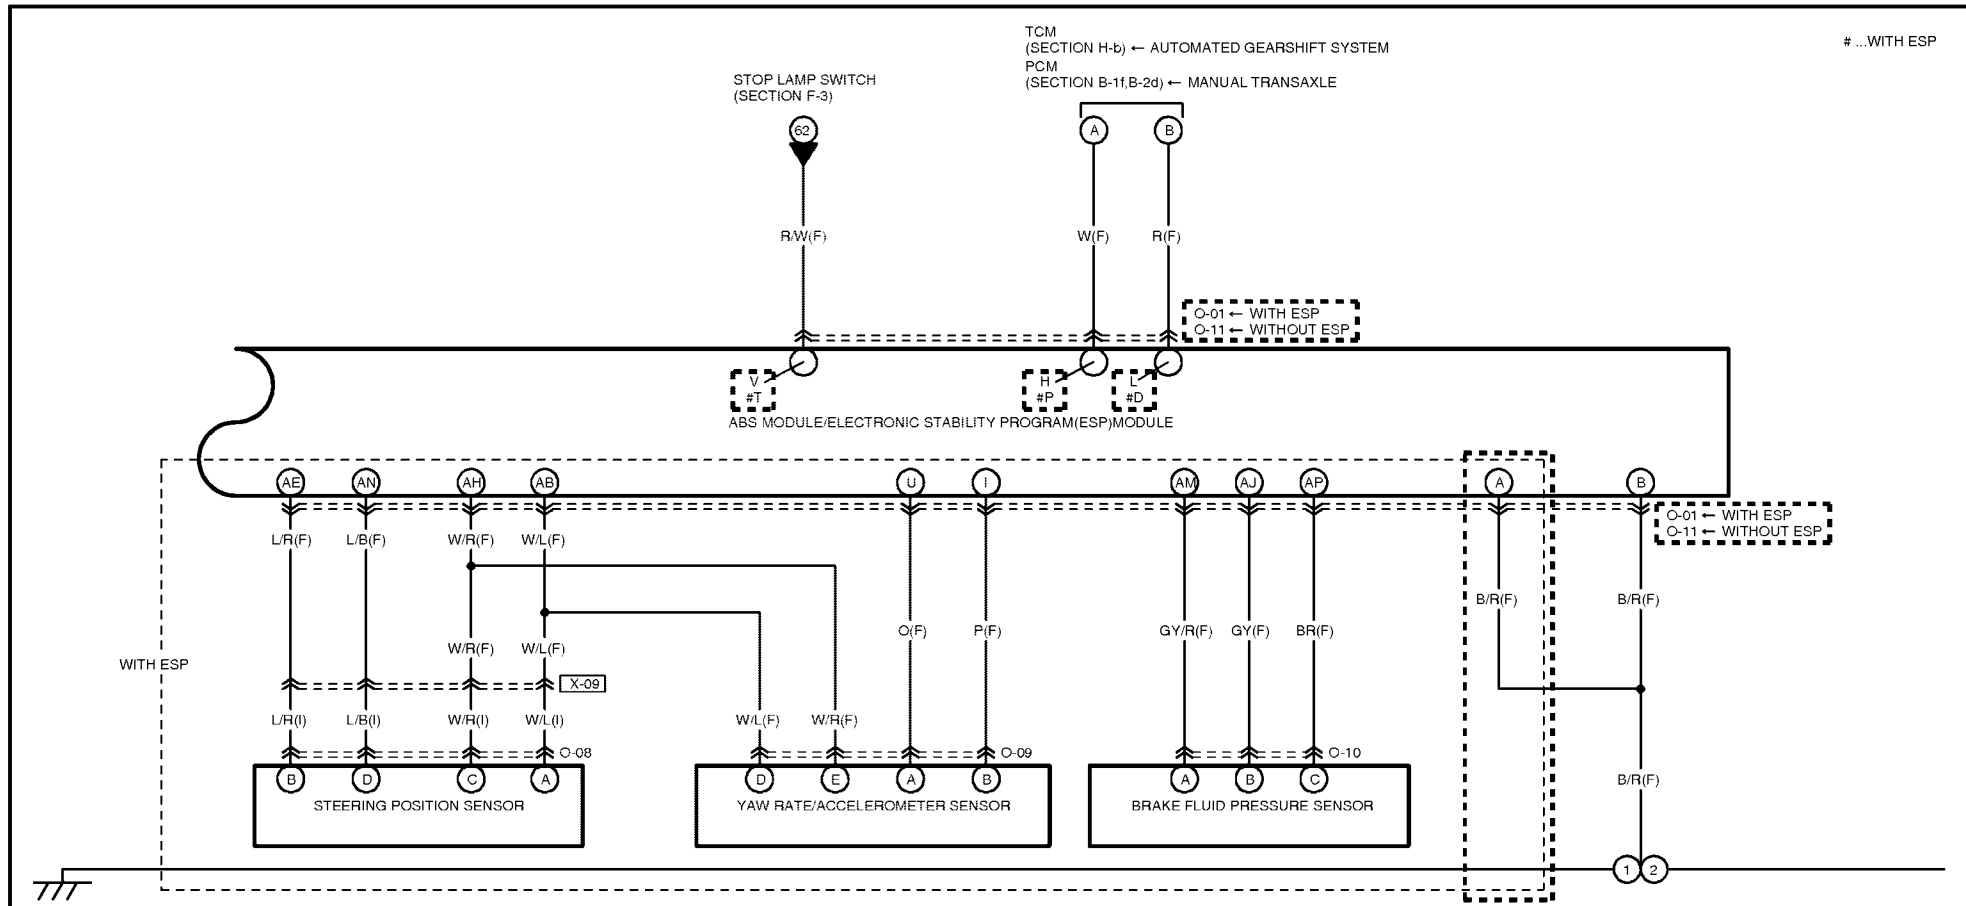 TCM
(SECTION H-b) ← AUTOMATED GEARSHIFT SYSTEM
# ...WITH ESP
PCM
(SECTION B-1f,B-2d) ← MANUAL TRANSAXLE
STOP LAMP SWITCH
(SECTION F-3)
62
A B
R/W(F) W(F) R(F)
O-01 ← WITH ESP
O-11 ← WITHOUT ESP
V H L
#T #P #D
ABS MODULE/ELECTRONIC STABILITY PROGRAM(ESP)MODULE
AE AN AH AB U I AM AJ AP A B
O-01 ← WITH ESP
O-11 ← WITHOUT ESP
L/R(F) L/B(F) W/R(F) W/L(F)
B/R(F) B/R(F)
O(F) P(F) GY/R(F) GY(F) BR(F)
W/R(F) W/L(F)
WITH ESP
X-09
L/R(I) L/B(I) W/R(I) W/L(I) W/L(F) W/R(F)
O-08 O-09 O-10
B D C A D E A B A B C
B/R(F)
STEERING POSITION SENSOR YAW RATE/ACCELEROMETER SENSOR BRAKE FLUID PRESSURE SENSOR
1 2